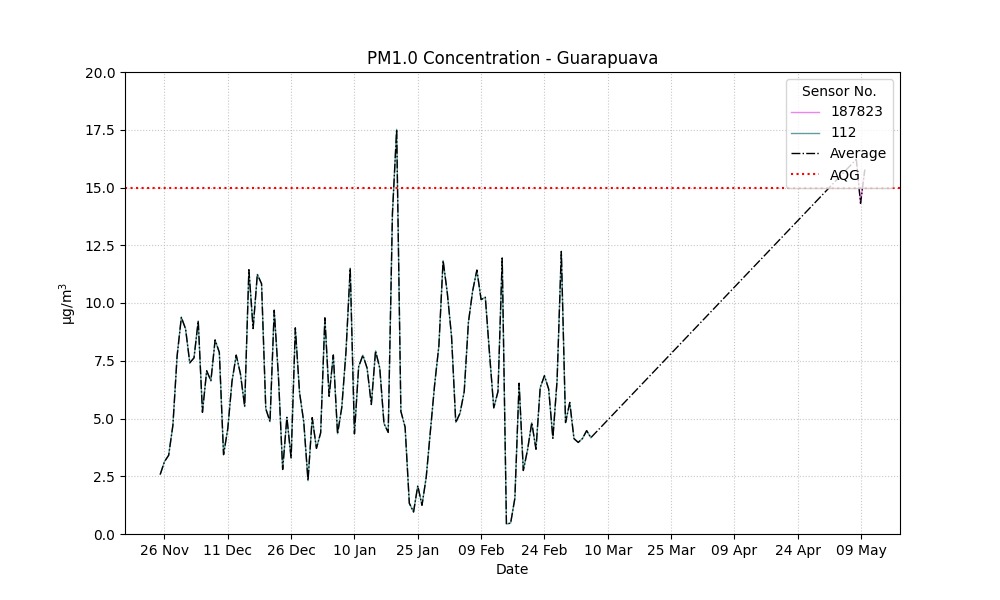 PM1.0 Concentration - Guarapuava
20.0
17.5
15.0
12.5
10.0
7.5
5.0
2.5
0.0
µg/m³
Sensor No.
187823
112
Average
AQG
26 Nov
11 Dec
26 Dec
10 Jan
25 Jan
09 Feb
24 Feb
10 Mar
25 Mar
09 Apr
24 Apr
09 May
Date